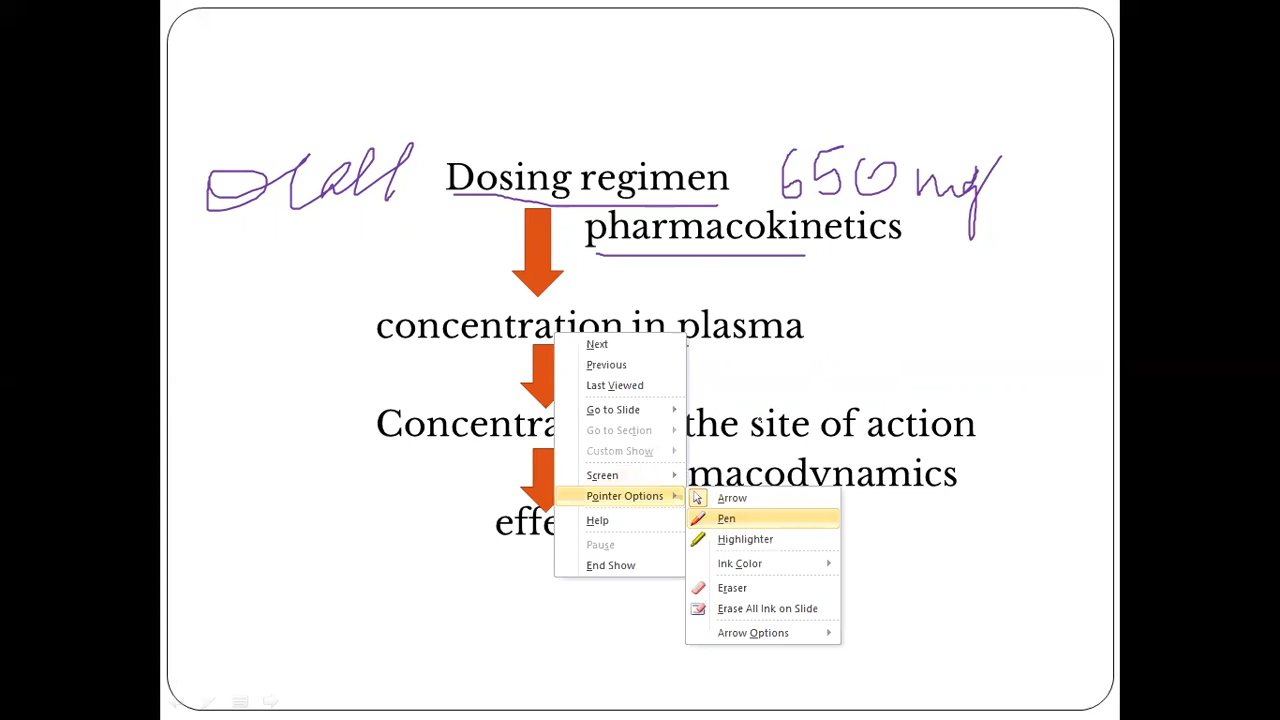 Dosing regimen 650 mg
pharmacokinetics
concentration in plasma
Next
Previous
Last Viewed
Go to Slide
Concentra the site of action
Go to Section
Custom Show
Screen
macodynamics
Pointer Options
Arrow
Pen
effe
Help
Highlighter
Pause
End Show
Ink Color
Eraser
Erase All Ink on Slide
Arrow Options